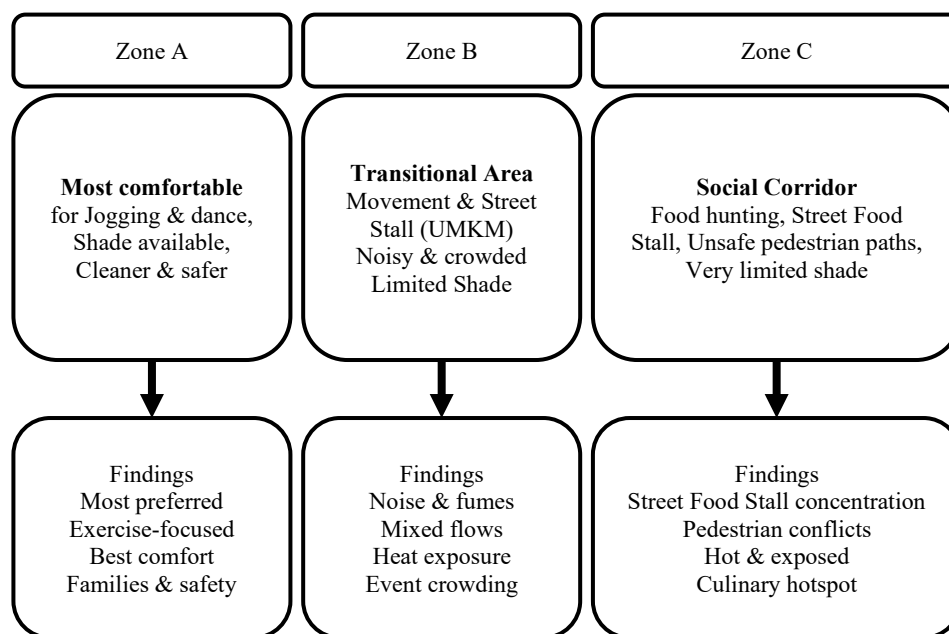 Zone A
Zone B
Zone C
Most comfortable
for Jogging & dance,
Shade available,
Cleaner & safer
Transitional Area
Movement & Street
Stall (UMKM)
Noisy & crowded
Limited Shade
Social Corridor
Food hunting, Street Food
Stall, Unsafe pedestrian paths,
Very limited shade
Findings
Most preferred
Exercise-focused
Best comfort
Families & safety
Findings
Noise & fumes
Mixed flows
Heat exposure
Event crowding
Findings
Street Food Stall concentration
Pedestrian conflicts
Hot & exposed
Culinary hotspot